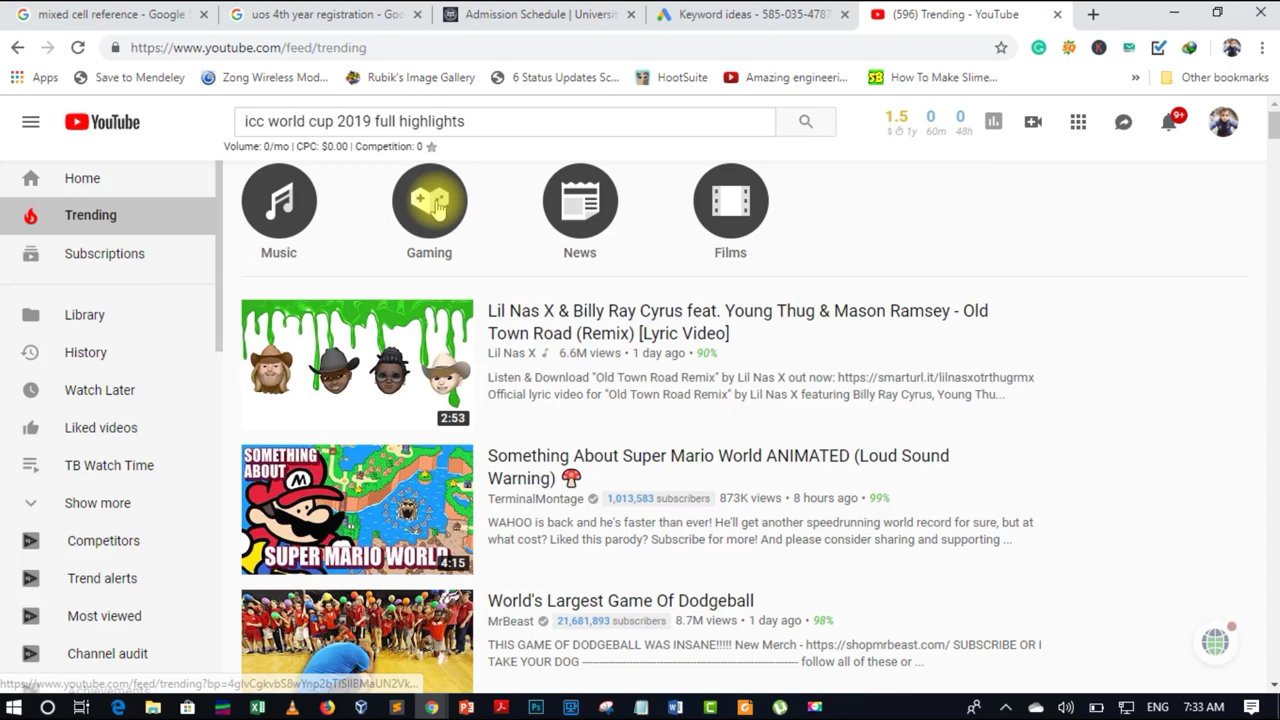 mixed cell reference - Google S
uos 4th year registration - Goo
Admission Schedule | Universit
Keyword ideas - 585-035-4787
(596) Trending - YouTube
https://www.youtube.com/feed/trending
Apps
Save to Mendeley
Zong Wireless Mod...
Rubik's Image Gallery
6 Status Updates Sc...
HootSuite
Amazing engineeri...
SB
How To Make Slime...
»
Other bookmarks
YouTube
icc world cup 2019 full highlights
1.5 0 0
1y 60m 48h
9+
Volume: 0/mo | CPC: $0.00 | Competition: 0
Home
Trending
Subscriptions
Library
History
Watch Later
Liked videos
TB Watch Time
Show more
Competitors
Trend alerts
Most viewed
Channel audit
Music
Gaming
News
Films
Lil Nas X & Billy Ray Cyrus feat. Young Thug & Mason Ramsey - Old
Town Road (Remix) [Lyric Video]
Lil Nas X 6.6M views • 1 day ago • 90%
Listen & Download "Old Town Road Remix" by Lil Nas X out now: https://smarturl.it/lilnasxotrthugrmx
Official lyric video for "Old Town Road Remix" by Lil Nas X featuring Billy Ray Cyrus, Young Thu...
2:53
SOMETHING
ABOUT
SUPER MARIO WORLD
4:15
Something About Super Mario World ANIMATED (Loud Sound
Warning)
TerminalMontage 1,013,583 subscribers 873K views • 8 hours ago • 99%
WAHOO is back and he's faster than ever! He'll get another speedrunning world record for sure, but at
what cost? Liked this parody? Subscribe for more! And please consider sharing and supporting ...
World's Largest Game Of Dodgeball
MrBeast 21,681,893 subscribers 8.7M views • 1 day ago • 98%
THIS GAME OF DODGEBALL WAS INSANE!!!!! New Merch - https://shopmrbeast.com/ SUBSCRIBE OR I
TAKE YOUR DOG ---------------------------------------------------------------- follow all of these or ...
ENG
7:33 AM